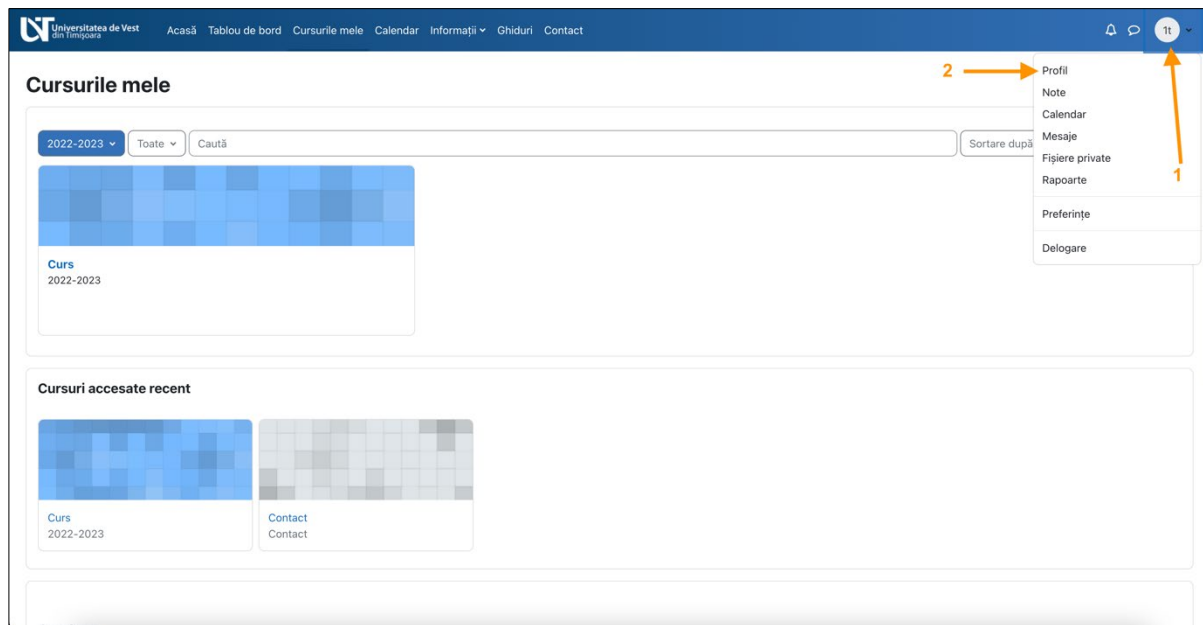 Universitatea de Vest
din Timișoara
Acasă Tablou de bord Cursurile mele Calendar Informații Ghiduri Contact
1t
Cursurile mele
2
Profil
Note
Calendar
Mesaje
Fișiere private
Rapoarte
1
Preferințe
Delogare
2022-2023 Toate Caută Sortare după
Curs
2022-2023
Cursuri accesate recent
Curs
2022-2023
Contact
Contact